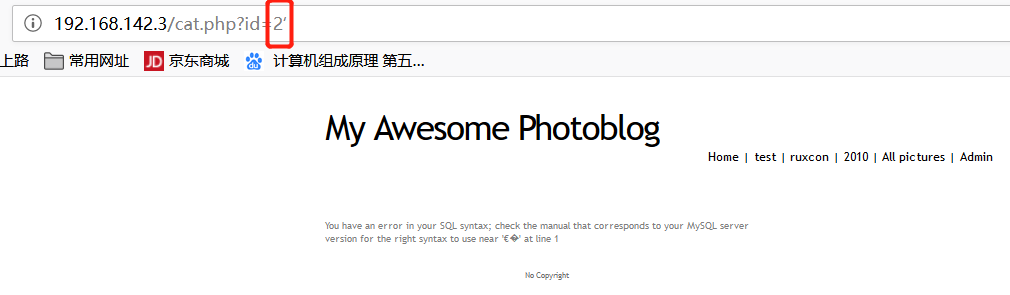 192.168.142.3/cat.php?id=2‘
上路 常用网址 JD 京东商城 du 计算机组成原理 第五...
My Awesome Photoblog
Home | test | ruxcon | 2010 | All pictures | Admin
You have an error in your SQL syntax; check the manual that corresponds to your MySQL server
version for the right syntax to use near '€�' at line 1
No Copyright